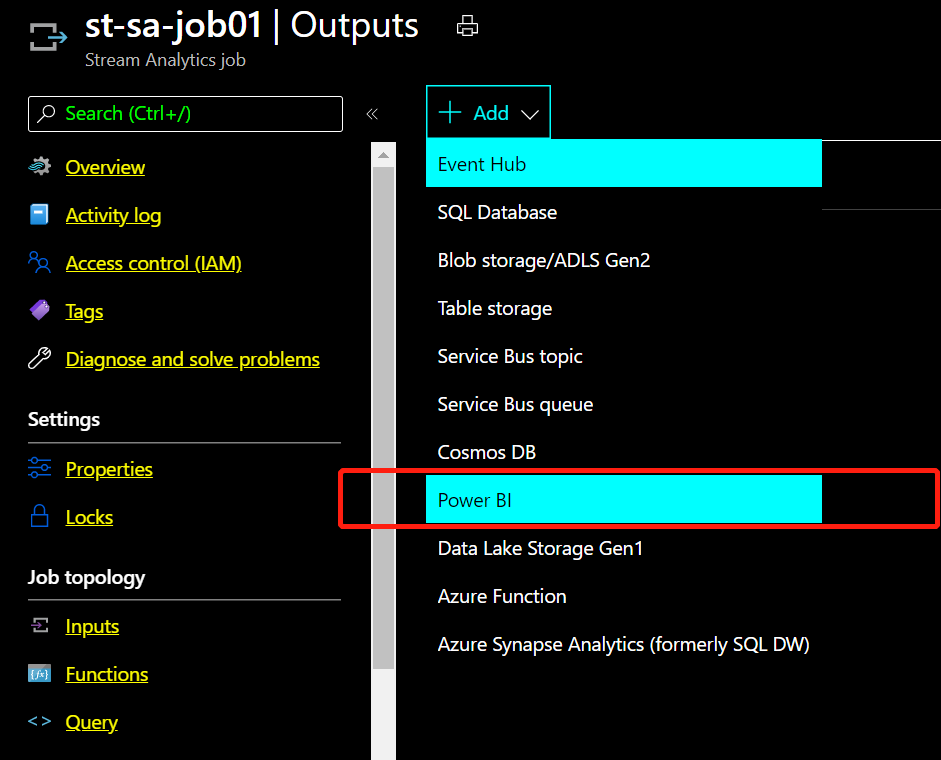 st-sa-job01 | Outputs
Stream Analytics job
Search (Ctrl+/)
«
Overview
Activity log
Access control (IAM)
Tags
Diagnose and solve problems
Settings
Properties
Locks
Job topology
Inputs
Functions
Query
+ Add
Event Hub
SQL Database
Blob storage/ADLS Gen2
Table storage
Service Bus topic
Service Bus queue
Cosmos DB
Power BI
Data Lake Storage Gen1
Azure Function
Azure Synapse Analytics (formerly SQL DW)